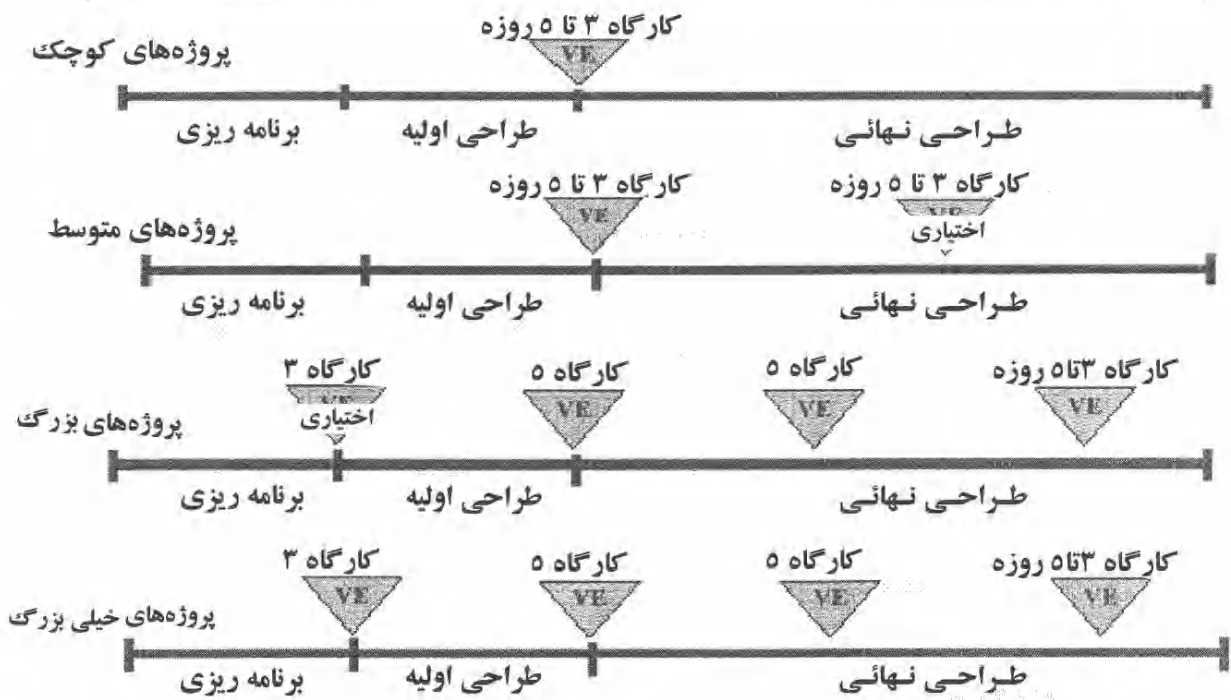 کارگاه ۳ تا ۵ روزه
VE
پروژه‌های کوچک
برنامه ریزی
طراحی اولیه
طراحی نهائی
کارگاه ۳ تا ۵ روزه
کارگاه ۳ تا ۵ روزه
VE
VE
اختیاری
پروژه‌های متوسط
برنامه ریزی
طراحی اولیه
طراحی نهائی
کارگاه ۳
کارگاه ۵
کارگاه ۵
کارگاه ۳تا۵ روزه
VE
VE
VE
VE
اختیاری
پروژه‌های بزرگ
برنامه ریزی
طراحی اولیه
طراحی نهائی
کارگاه ۳
کارگاه ۵
کارگاه ۵
کارگاه ۳تا۵ روزه
VE
VE
VE
VE
پروژه‌های خیلی بزرگ
برنامه ریزی
طراحی اولیه
طراحی نهائی